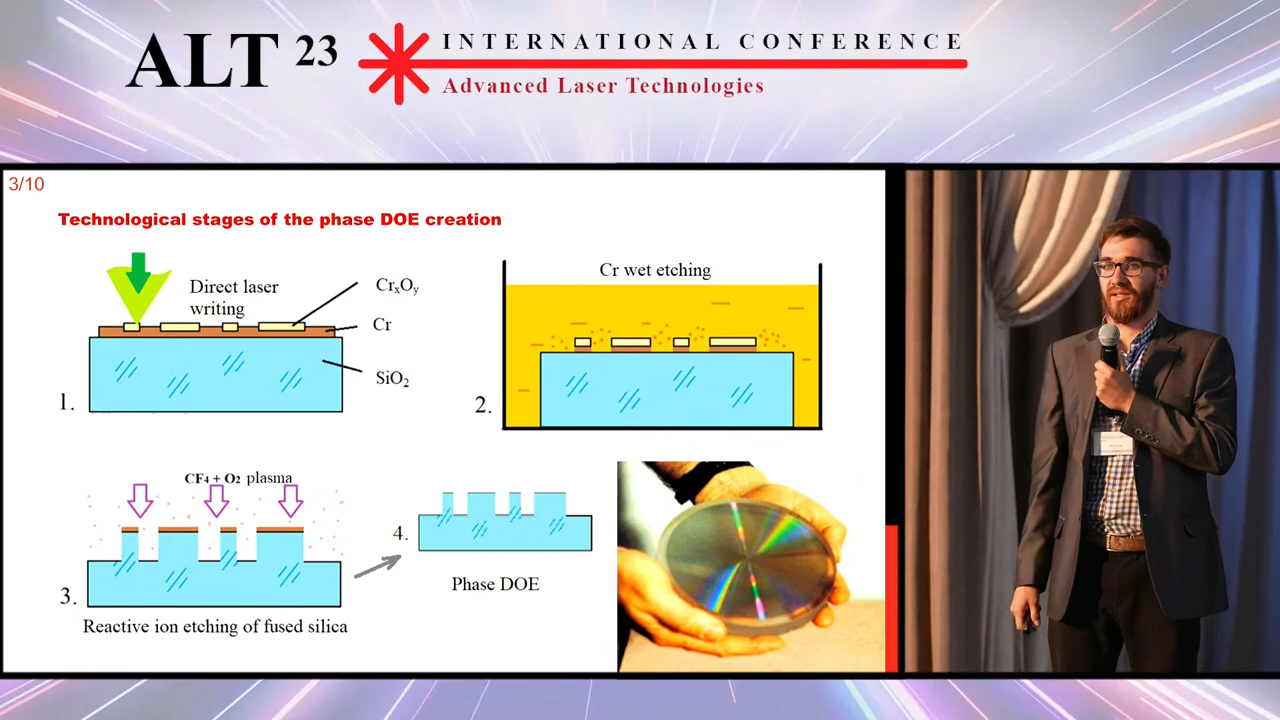 ALT 23
INTERNATIONAL CONFERENCE
Advanced Laser Technologies
3/10
Technological stages of the phase DOE creation
Direct laser
writing
CrxOy
Cr
SiO2
1.
Cr wet etching
2.
CF4 + O2 plasma
3.
Reactive ion etching of fused silica
4.
Phase DOE